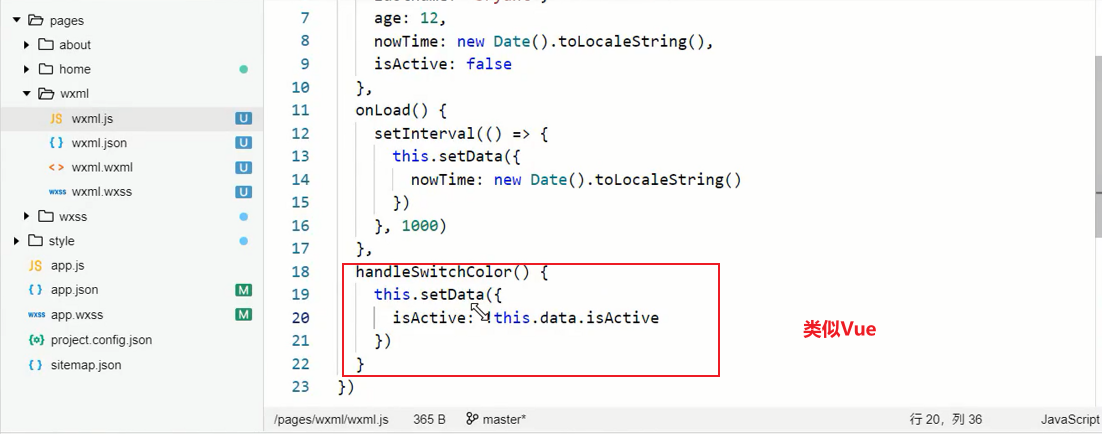 pages
about
home
wxml
JS wxml.js U
{ } wxml.json U
< > wxml.wxml U
wxss wxml.wxss U
wxss
style
JS app.js
{ } app.json M
wxss app.wxss M
{o} project.config.json
{ } sitemap.json
7 age: 12,
8 nowTime: new Date().toLocaleString(),
9 isActive: false
10 },
11 onLoad() {
12 setInterval(() => {
13 this.setData({
14 nowTime: new Date().toLocaleString()
15 })
16 }, 1000)
17 },
18 handleSwitchColor() {
19 this.setData({
20 isActive: !this.data.isActive
21 })
22 }
23 })
类似Vue
/pages/wxml/wxml.js 365 B master* 行 20，列 36 JavaScript